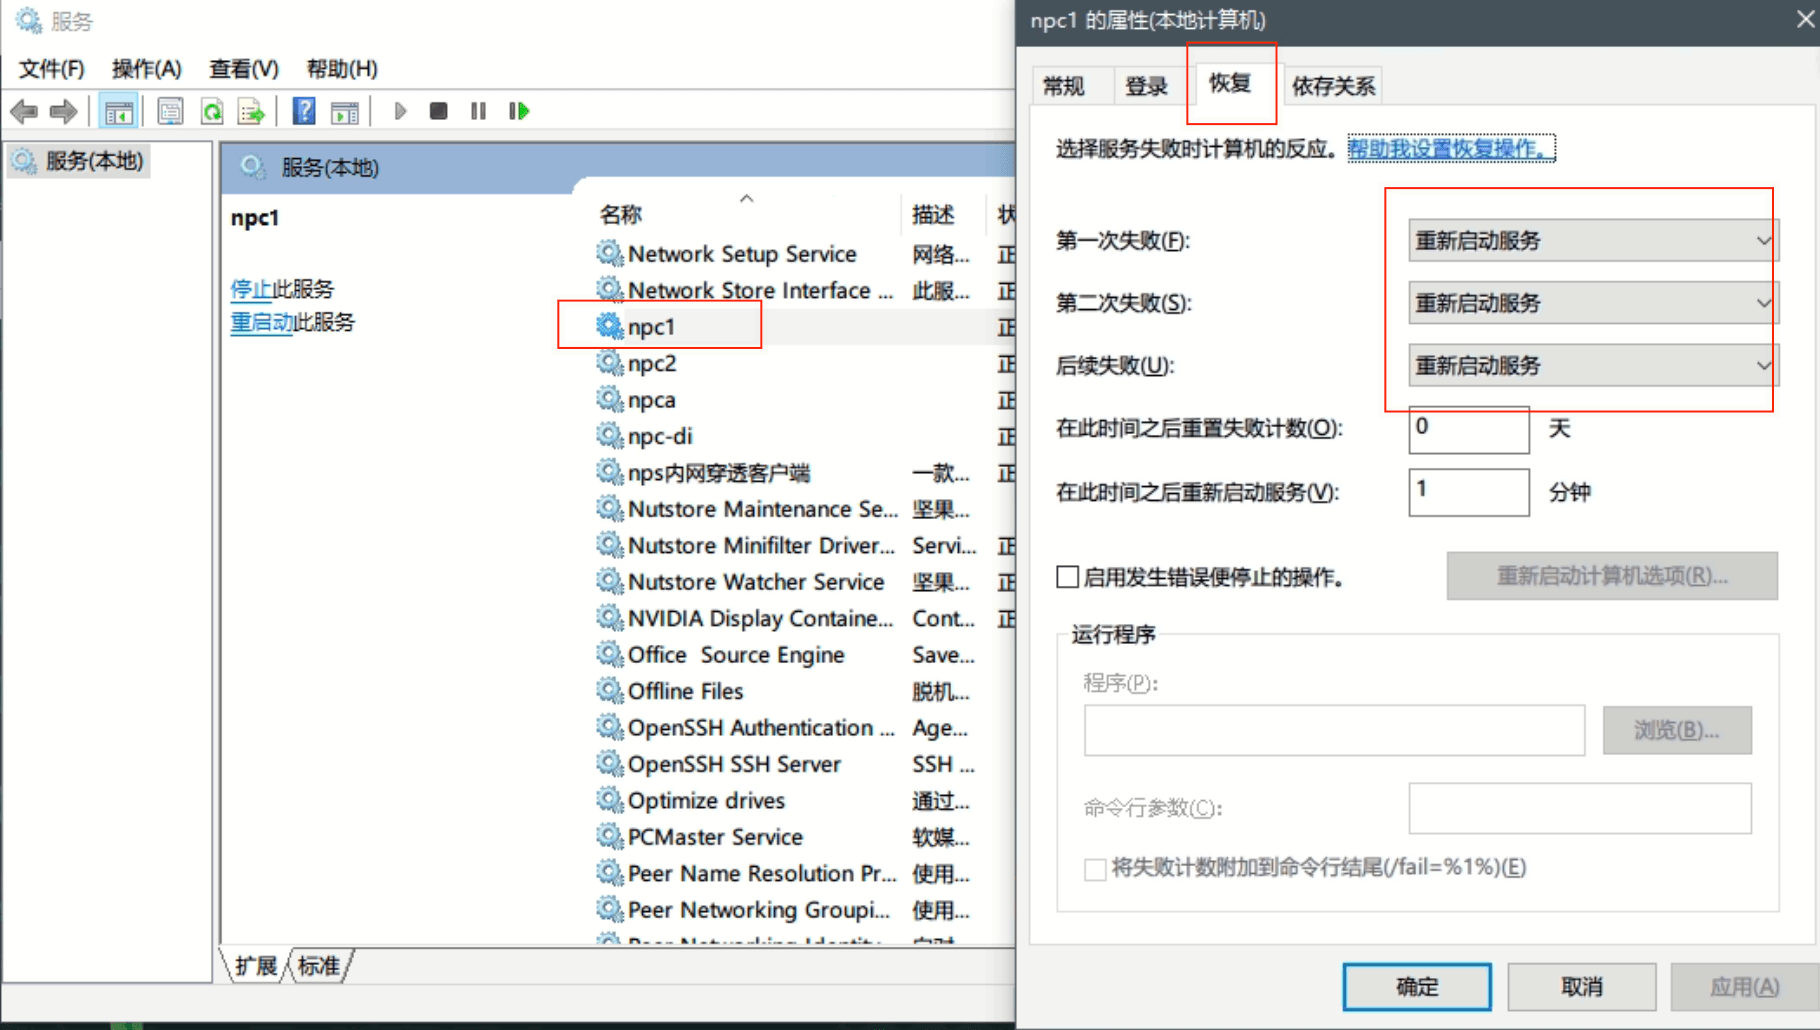 服务
文件(F) 操作(A) 查看(V) 帮助(H)
服务(本地)
服务(本地)
npc1
停止此服务
重启动此服务
名称 描述 状
Network Setup Service 网络... 正
Network Store Interface ... 此服... 正
npc1 正
npc2 正
npca 正
npc-di 正
nps内网穿透客户端 一款... 正
Nutstore Maintenance Se... 坚果...
Nutstore Minifilter Driver... Servi... 正
Nutstore Watcher Service 坚果... 正
NVIDIA Display Containe... Cont... 正
Office  Source Engine Save...
Offline Files 脱机...
OpenSSH Authentication ... Age...
OpenSSH SSH Server SSH ...
Optimize drives 通过...
PCMaster Service 软媒...
Peer Name Resolution Pr... 使用...
Peer Networking Groupi... 使用...
Peer Networking Identity
扩展 标准
npc1 的属性(本地计算机)
常规 登录 恢复 依存关系
选择服务失败时计算机的反应。帮助我设置恢复操作。
第一次失败(F): 重新启动服务
第二次失败(S): 重新启动服务
后续失败(U): 重新启动服务
在此时间之后重置失败计数(O): 0 天
在此时间之后重新启动服务(V): 1 分钟
启用发生错误便停止的操作。 重新启动计算机选项(R)...
运行程序
程序(P):
浏览(B)...
命令行参数(C):
将失败计数附加到命令行结尾(/fail=%1%)(E)
确定 取消 应用(A)